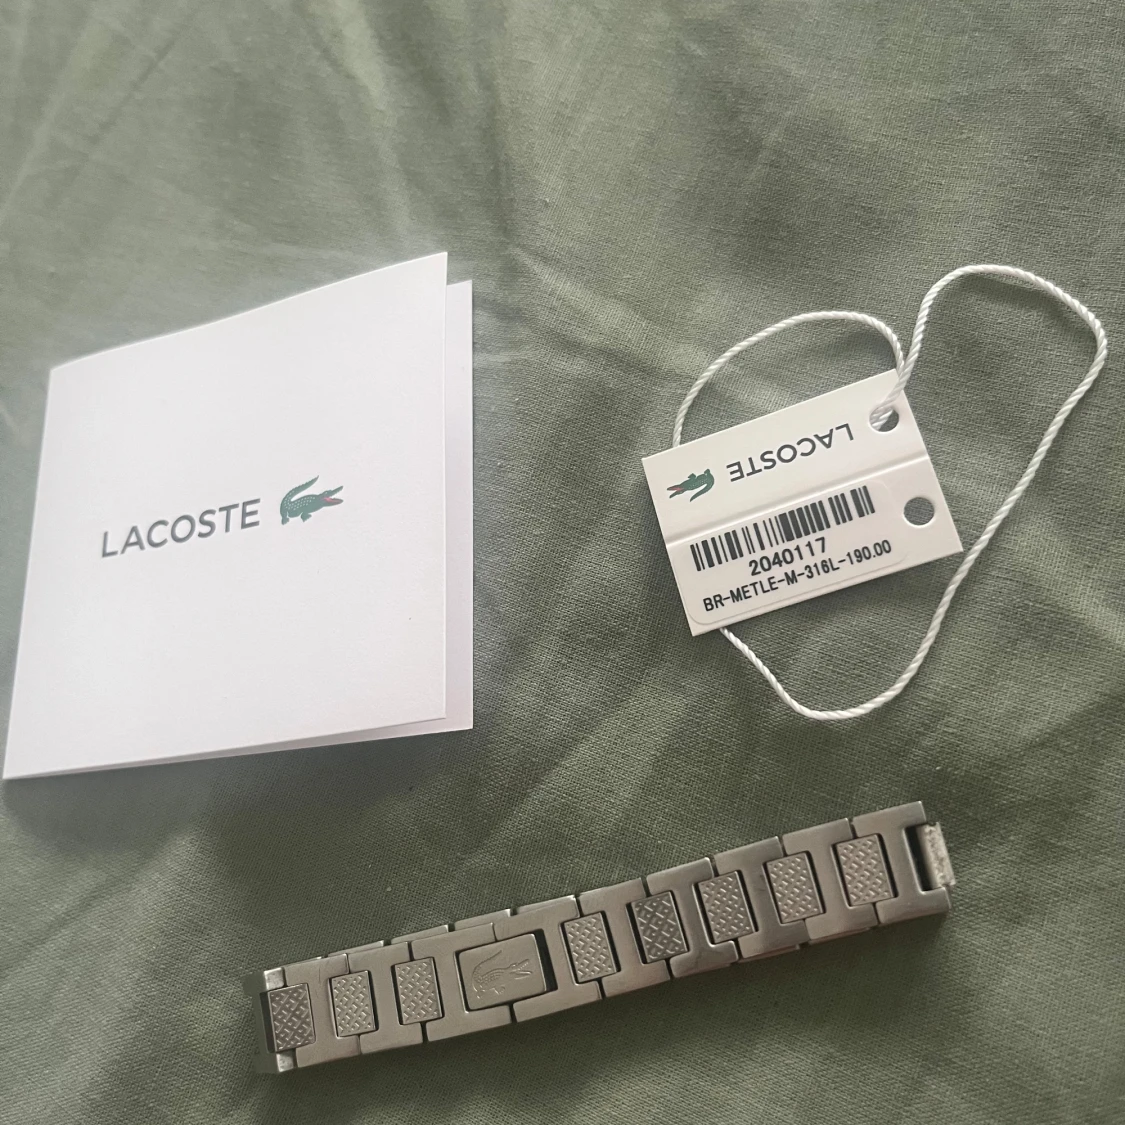 LACOSTE
LACOSTE
2040117
BR-METLE-M-316L-190.00